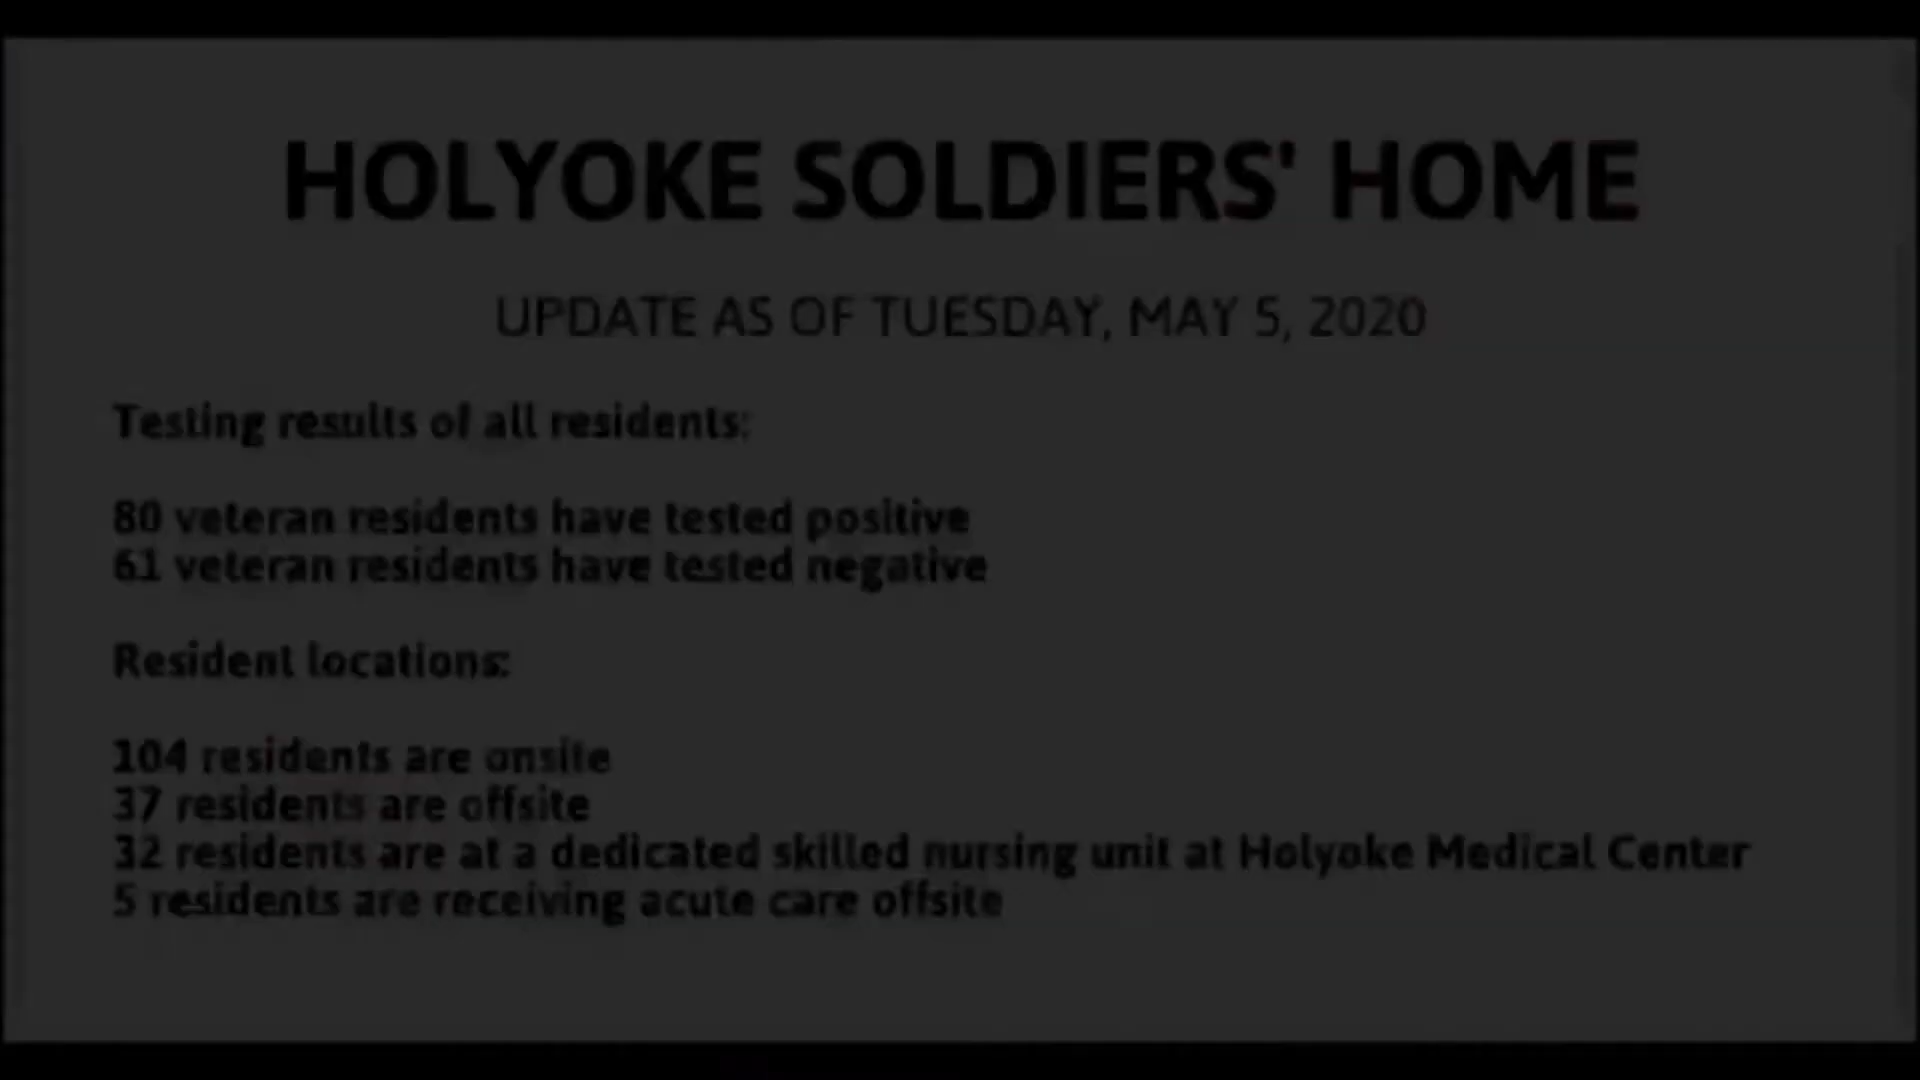 HOLYOKE SOLDIERS' HOME
UPDATE AS OF TUESDAY, MAY 5, 2020
Testing results of all residents:
80 veteran residents have tested positive
61 veteran residents have tested negative
Resident locations:
104 residents are onsite
37 residents are offsite
32 residents are at a dedicated skilled nursing unit at Holyoke Medical Center
5 residents are receiving acute care offsite